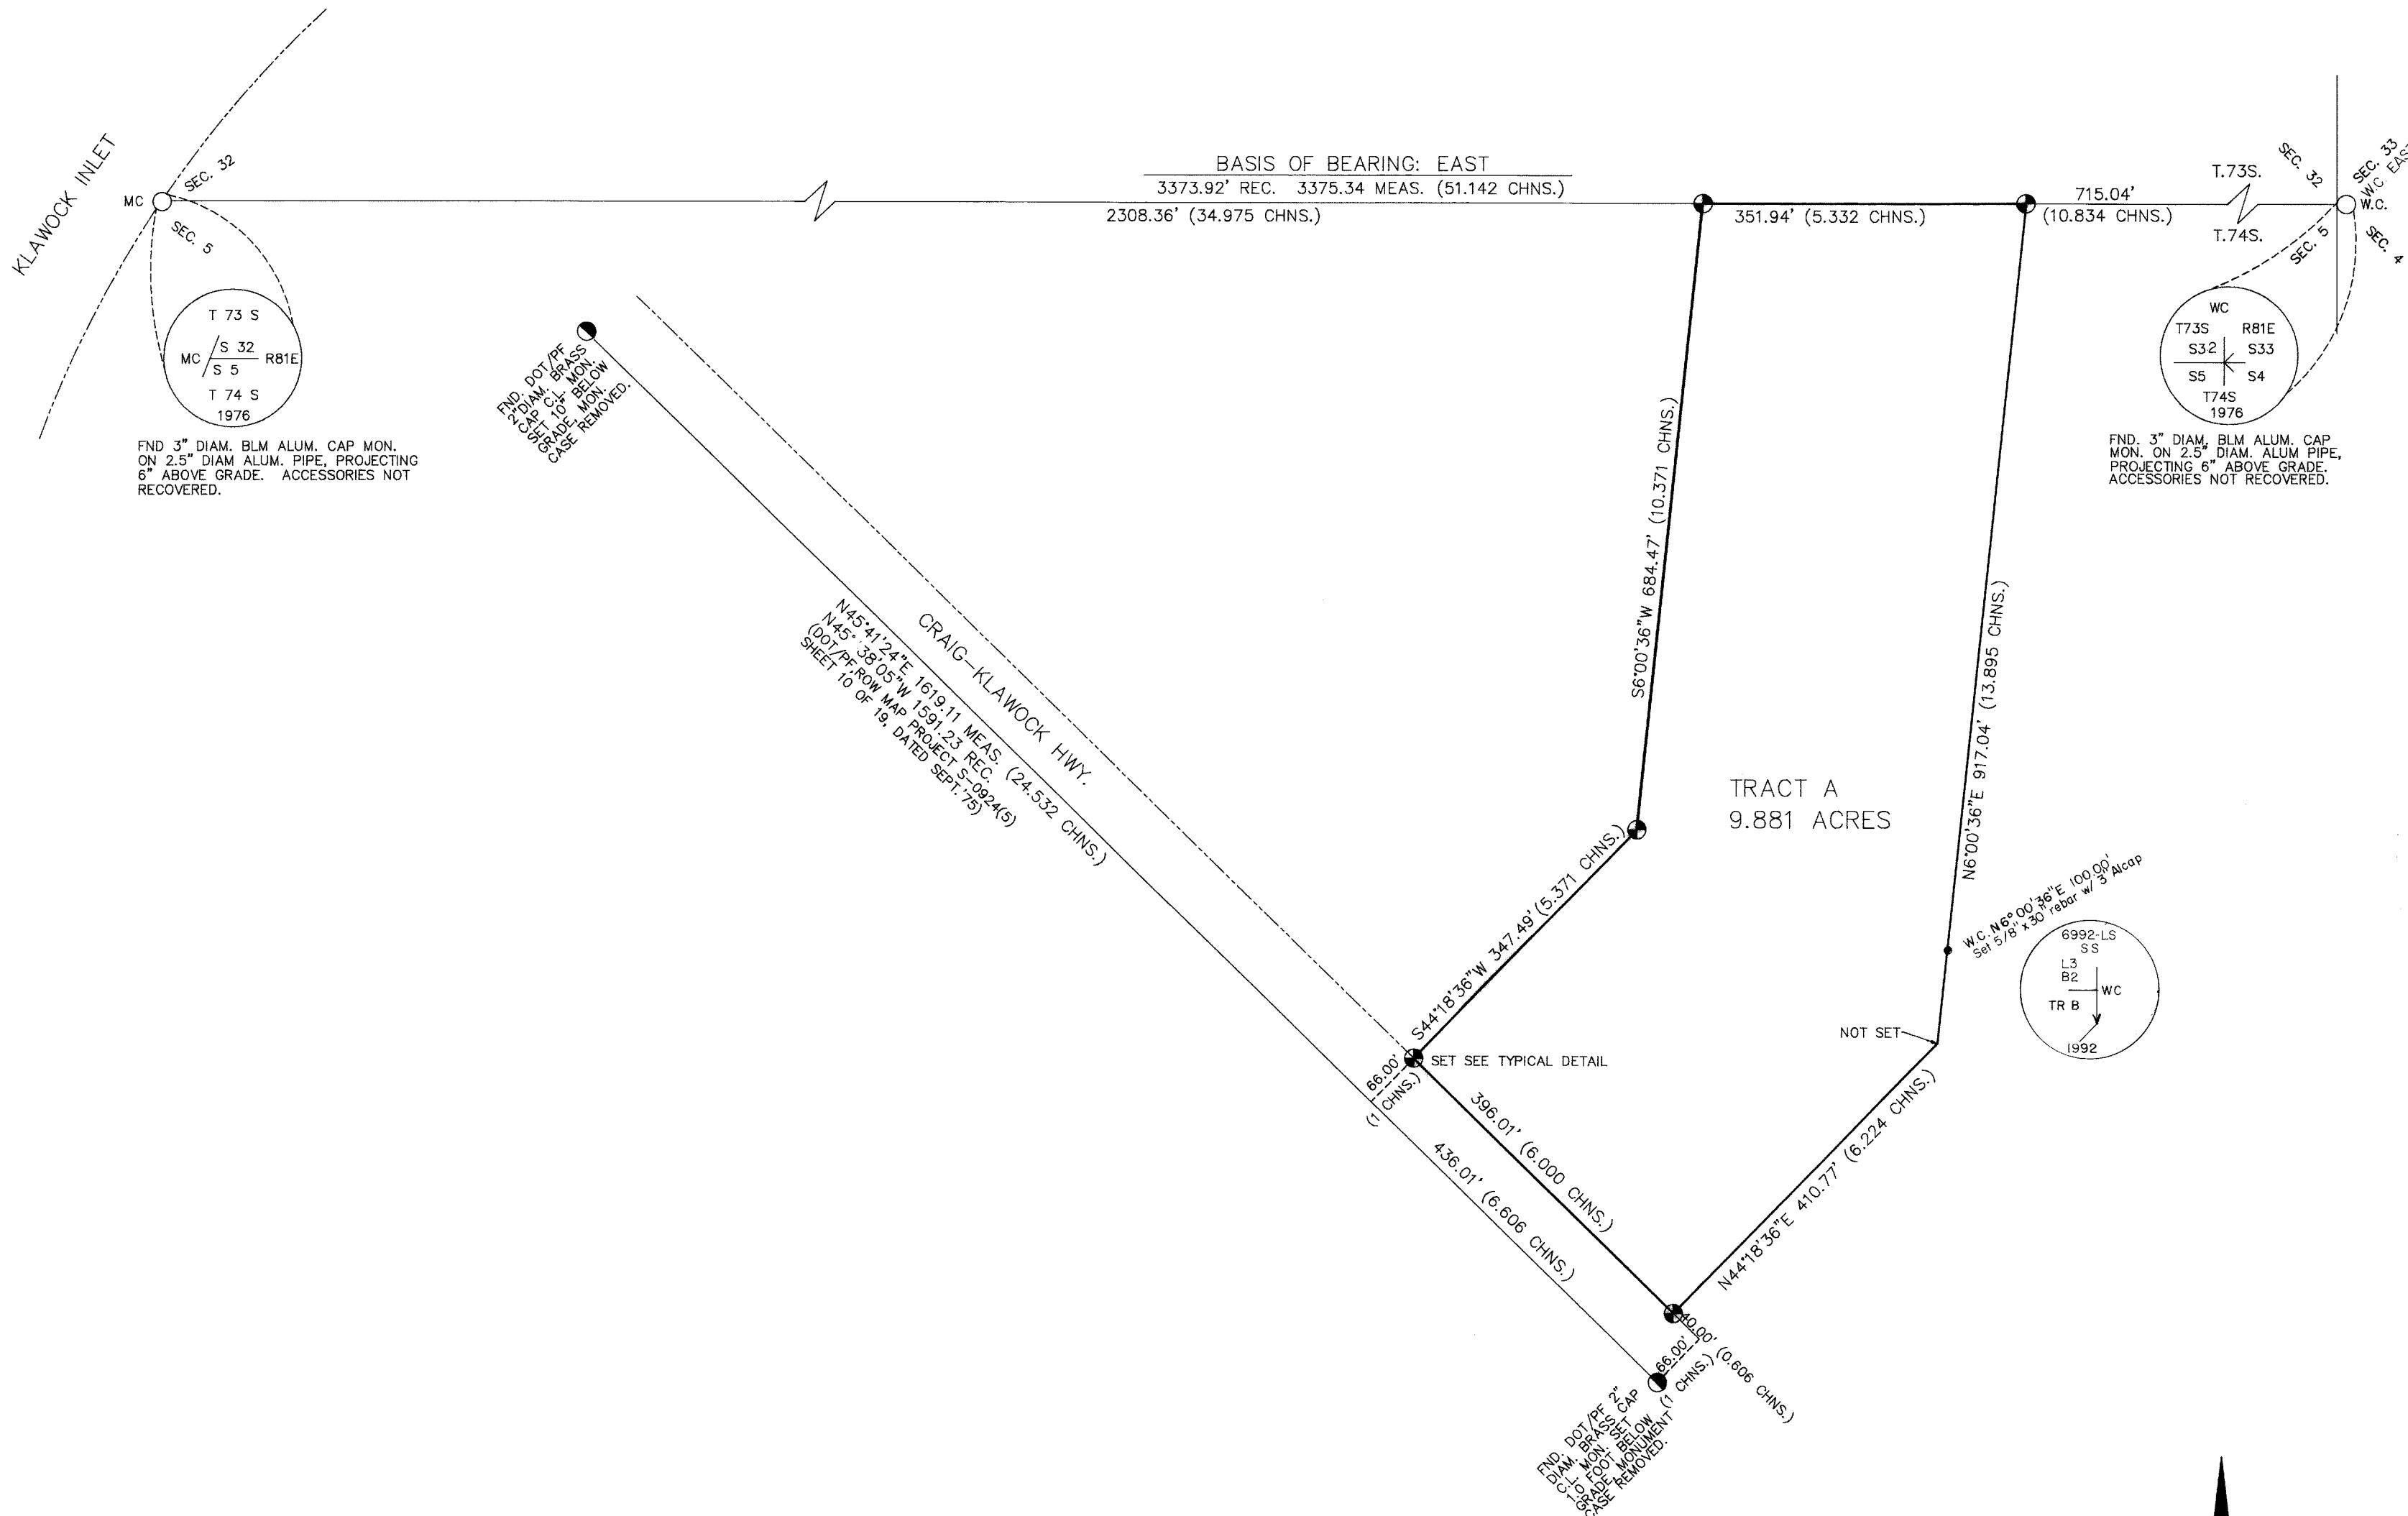 KLAWOCK INLET
MC
SEC. 32
SEC. 5
T 73 S
MC S 32 R81E
S 5
T 74 S
1976
FND 3" DIAM. BLM ALUM. CAP MON.
ON 2.5" DIAM ALUM. PIPE, PROJECTING
6" ABOVE GRADE. ACCESSORIES NOT
RECOVERED.
BASIS OF BEARING: EAST
3373.92' REC. 3375.34 MEAS. (51.142 CHNS.)
2308.36' (34.975 CHNS.)
351.94' (5.332 CHNS.)
715.04'
(10.834 CHNS.)
T.73S.
T.74S.
SEC. 32
SEC. 33
W.C. EAST
W.C.
SEC. 5
SEC. 4
WC
T73S R81E
S32 S33
S5 S4
T74S
1976
FND. 3" DIAM. BLM ALUM. CAP
MON. ON 2.5" DIAM. ALUM PIPE,
PROJECTING 6" ABOVE GRADE.
ACCESSORIES NOT RECOVERED.
FND. DOT/PF
2"DIAM. BRASS
CAP C.L. MON.
SET 10" BELOW
GRADE, MON.
CASE REMOVED.
CRAIG-KLAWOCK HWY.
N45°41'24"E 1619.11 MEAS. (24.532 CHNS.)
N45°38'05"W 1591.23 REC.
(DOT/PF,ROW MAP PROJECT S-0924(5)
SHEET 10 OF 19, DATED SEPT.'75)
S6°00'36"W 684.47' (10.371 CHNS.)
N6°00'36"E 917.04' (13.895 CHNS.)
TRACT A
9.881 ACRES
S44°18'36"W 347.49' (5.371 CHNS.)
W.C. N6°00'36"E 100.00'
Set 5/8" x 30" rebar w/ 3" Alcap
6992-LS
S S
L3
B2
WC
TR B
1992
NOT SET
SET SEE TYPICAL DETAIL
66.00'
(1 CHNS.)
396.01' (6.000 CHNS.)
436.01' (6.606 CHNS.)
N44°18'36"E 410.77' (6.224 CHNS.)
40.00' (0.606 CHNS.)
66.00'
(1 CHNS.)
FND. DOT/PF 2"
DIAM. BRASS CAP
C.L. MON. SET
1.0 FOOT BELOW
GRADE, MONUMENT
CASE REMOVED.